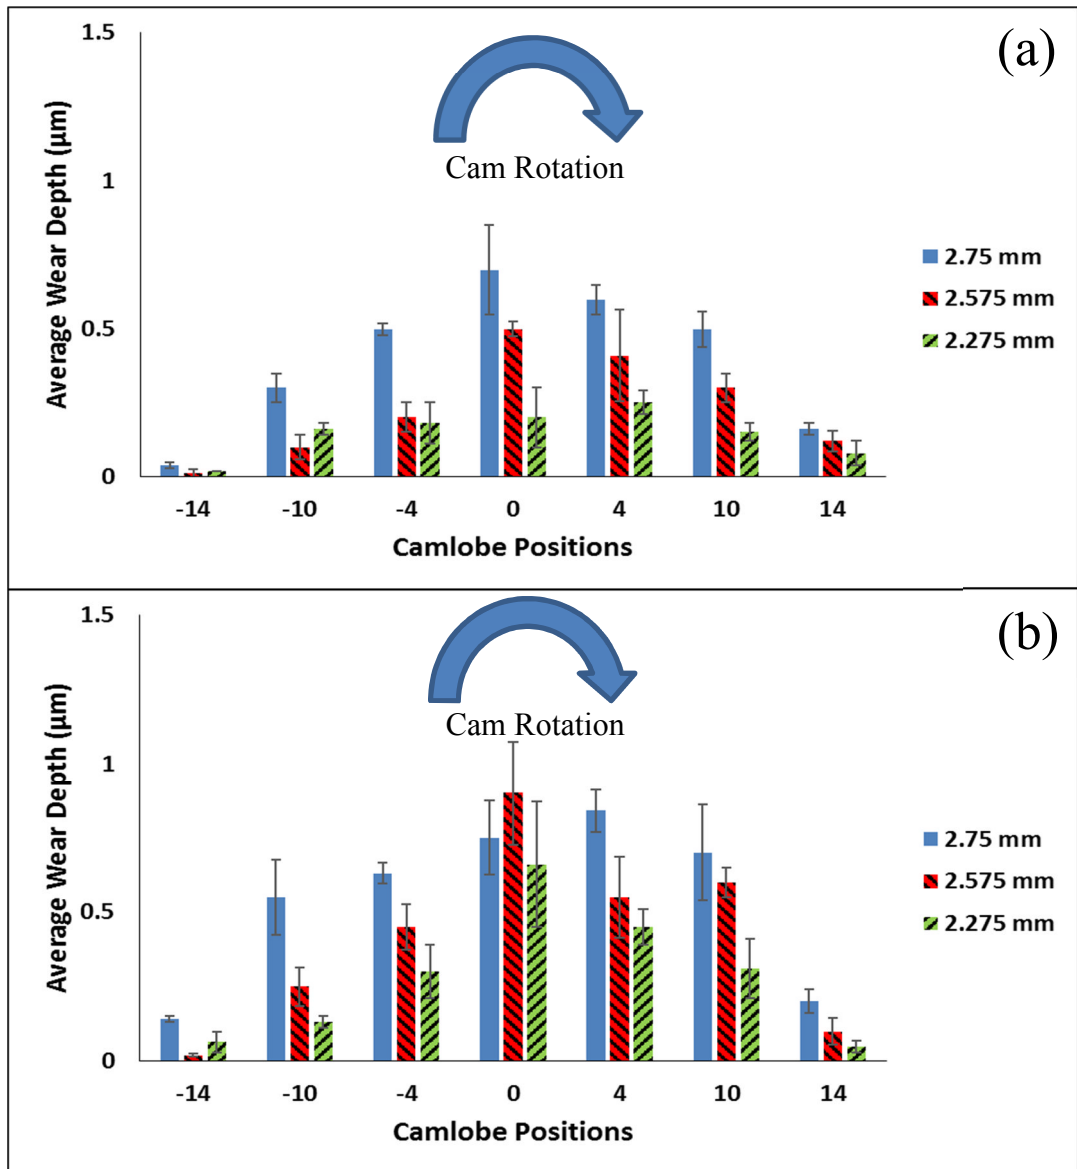 (a)
1.5
1
0.5
0
Average Wear Depth (µm)
Cam Rotation
2.75 mm
2.575 mm
2.275 mm
-14 -10 -4 0 4 10 14
Camlobe Positions
(b)
1.5
1
0.5
0
Average Wear Depth (µm)
Cam Rotation
2.75 mm
2.575 mm
2.275 mm
-14 -10 -4 0 4 10 14
Camlobe Positions